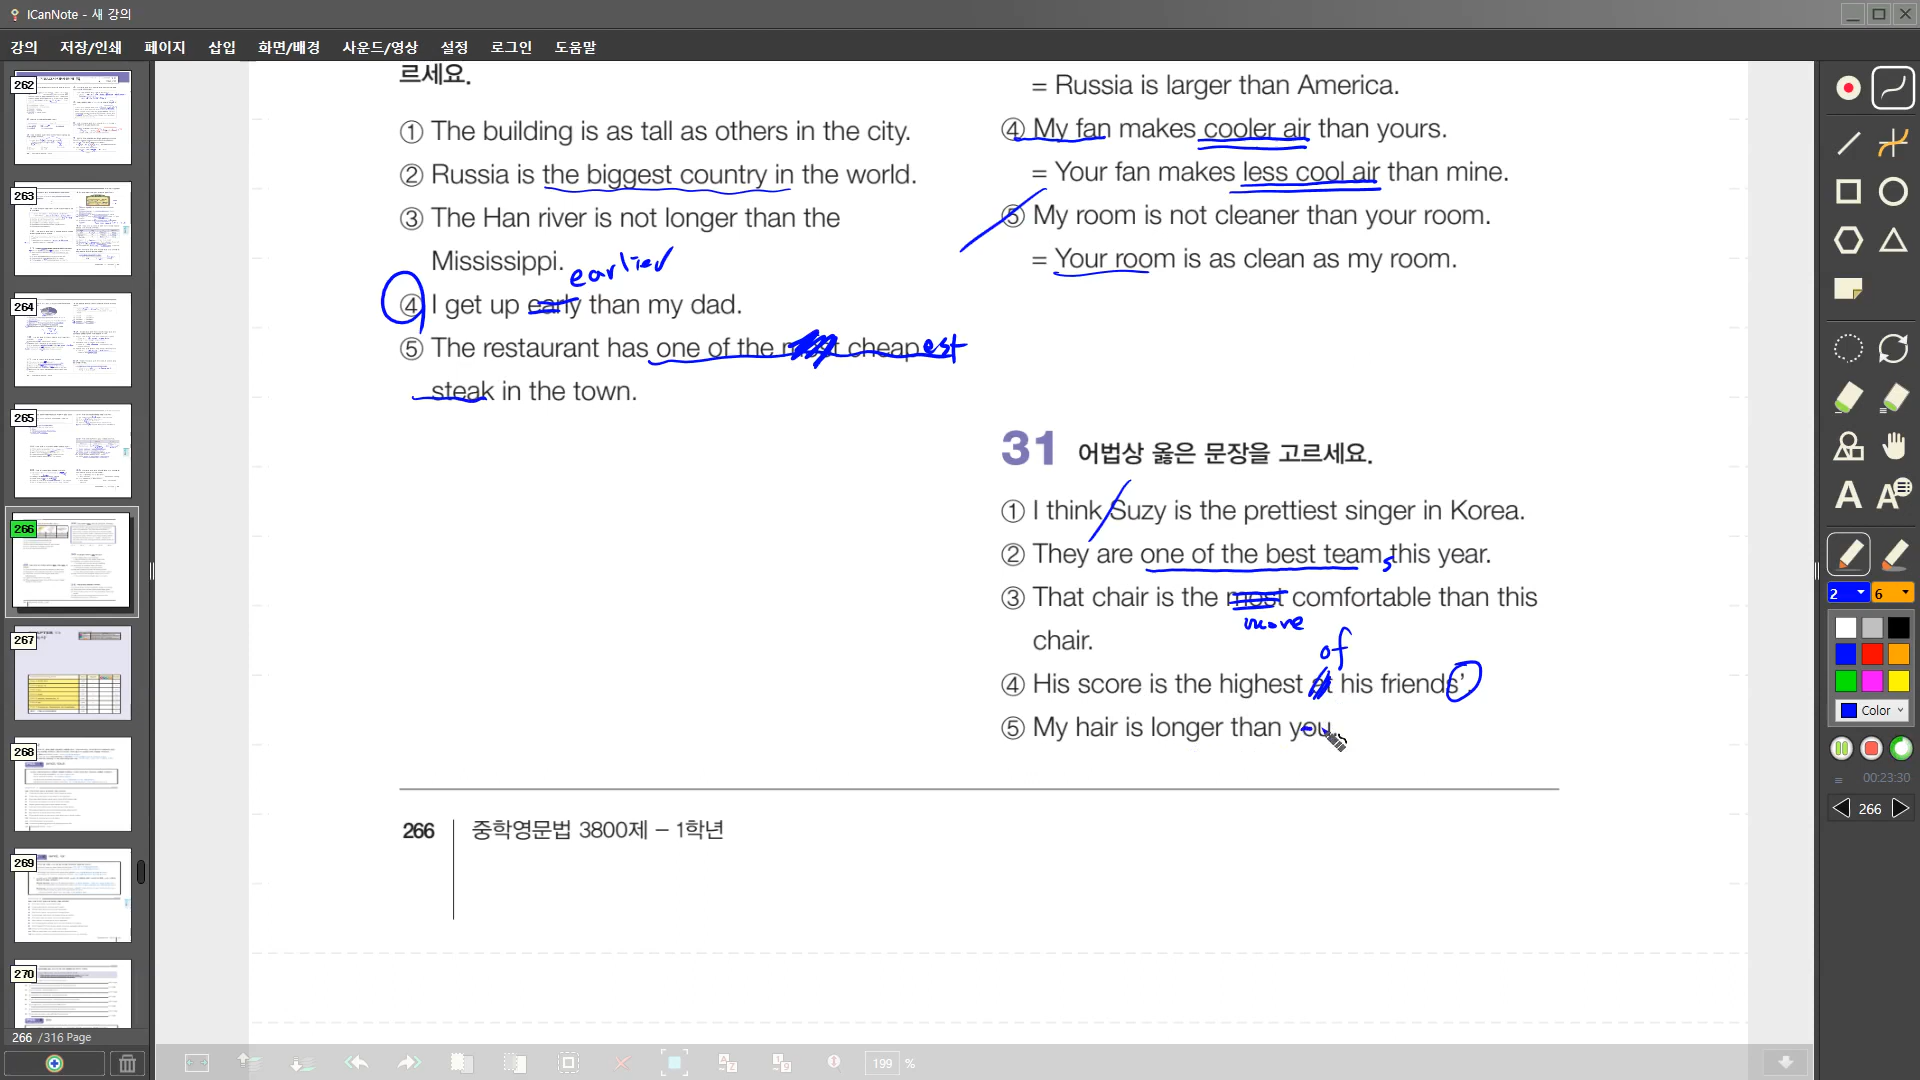 ICanNote - 새 강의
강의 저장/인쇄 페이지 삽입 화면/배경 사운드/영상 설정 로그인 도움말
262
263
264
265
266
267
268
269
270
266 /316 Page
르세요.
① The building is as tall as others in the city.
② Russia is the biggest country in the world.
③ The Han river is not longer than the
Mississippi.
earlier
④ I get up early than my dad.
⑤ The restaurant has one of the most cheapest
steak in the town.
= Russia is larger than America.
④ My fan makes cooler air than yours.
= Your fan makes less cool air than mine.
⑤ My room is not cleaner than your room.
= Your room is as clean as my room.
31 어법상 옳은 문장을 고르세요.
① I think Suzy is the prettiest singer in Korea.
② They are one of the best teams this year.
③ That chair is the most comfortable than this
more
chair.
of
④ His score is the highest at his friends'.
⑤ My hair is longer than you
266 중학영문법 3800제 – 1학년
199 %
A A
2 6
Color
00:23:30
266